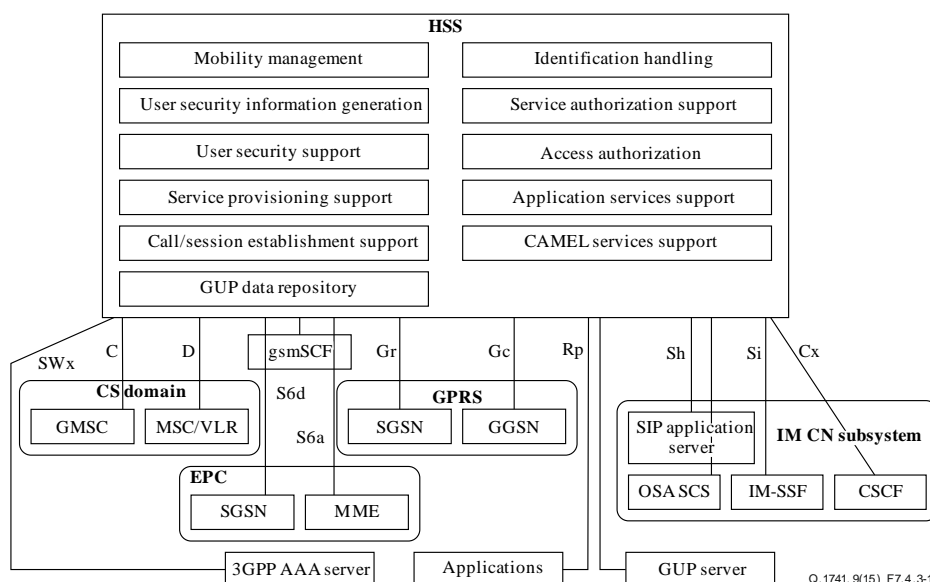 HSS
Mobility management
Identification handling
User security information generation
Service authorization support
User security support
Access authorization
Service provisioning support
Application services support
Call/session establishment support
CAMEL services support
GUP data repository
SWx
C
D
gsmSCF
Gr
Gc
Rp
Sh
Si
Cx
CS domain
S6d
GPRS
GMSC
MSC/VLR
SGSN
GGSN
SIP application
server
IM CN subsystem
S6a
EPC
SGSN
MME
OSA SCS
IM-SSF
CSCF
3GPP AAA server
Applications
GUP server